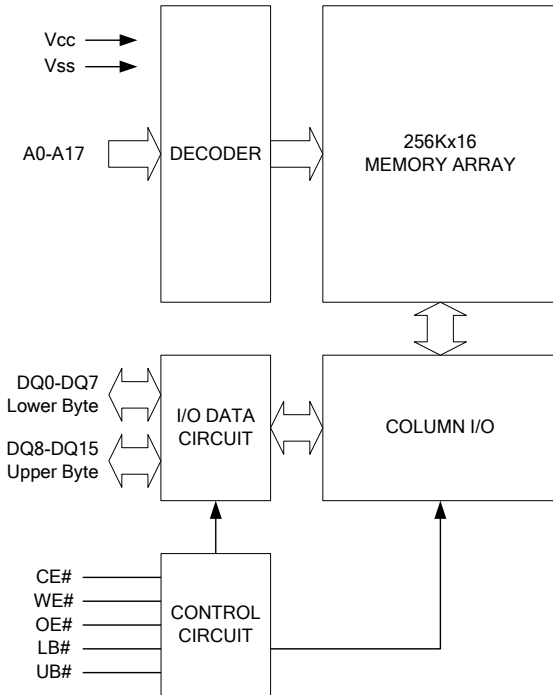 Vcc
Vss
A0-A17
DECODER
256Kx16
MEMORY ARRAY
DQ0-DQ7
Lower Byte
DQ8-DQ15
Upper Byte
I/O DATA
CIRCUIT
COLUMN I/O
CE#
WE#
OE#
LB#
UB#
CONTROL
CIRCUIT